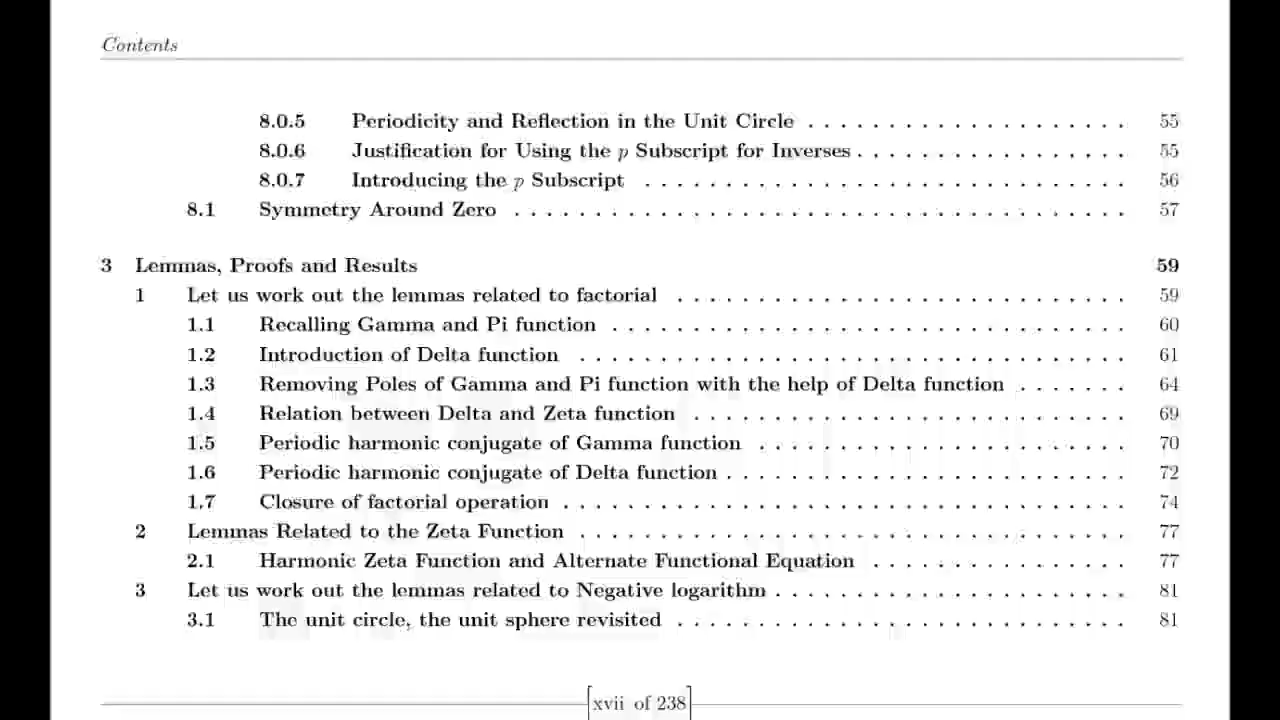 Contents
8.0.5 Periodicity and Reflection in the Unit Circle . . . . . . . . . . . . . . . . . . . . 55
8.0.6 Justification for Using the p Subscript for Inverses . . . . . . . . . . . . . . . . . 55
8.0.7 Introducing the p Subscript . . . . . . . . . . . . . . . . . . . . . . . . . . . . . . 56
8.1 Symmetry Around Zero . . . . . . . . . . . . . . . . . . . . . . . . . . . . . . . . . . . . . . 57
3 Lemmas, Proofs and Results 59
1 Let us work out the lemmas related to factorial . . . . . . . . . . . . . . . . . . . . . . . . . . . . 59
1.1 Recalling Gamma and Pi function . . . . . . . . . . . . . . . . . . . . . . . . . . . . . . . . 60
1.2 Introduction of Delta function . . . . . . . . . . . . . . . . . . . . . . . . . . . . . . . . . . 61
1.3 Removing Poles of Gamma and Pi function with the help of Delta function . . . . . . . 64
1.4 Relation between Delta and Zeta function . . . . . . . . . . . . . . . . . . . . . . . . . . . 69
1.5 Periodic harmonic conjugate of Gamma function . . . . . . . . . . . . . . . . . . . . . . . 70
1.6 Periodic harmonic conjugate of Delta function . . . . . . . . . . . . . . . . . . . . . . . . . 72
1.7 Closure of factorial operation . . . . . . . . . . . . . . . . . . . . . . . . . . . . . . . . . . . 74
2 Lemmas Related to the Zeta Function . . . . . . . . . . . . . . . . . . . . . . . . . . . . . . . . . . 77
2.1 Harmonic Zeta Function and Alternate Functional Equation . . . . . . . . . . . . . . . . 77
3 Let us work out the lemmas related to Negative logarithm . . . . . . . . . . . . . . . . . . . . . . 81
3.1 The unit circle, the unit sphere revisited . . . . . . . . . . . . . . . . . . . . . . . . . . . . 81
xvii of 238